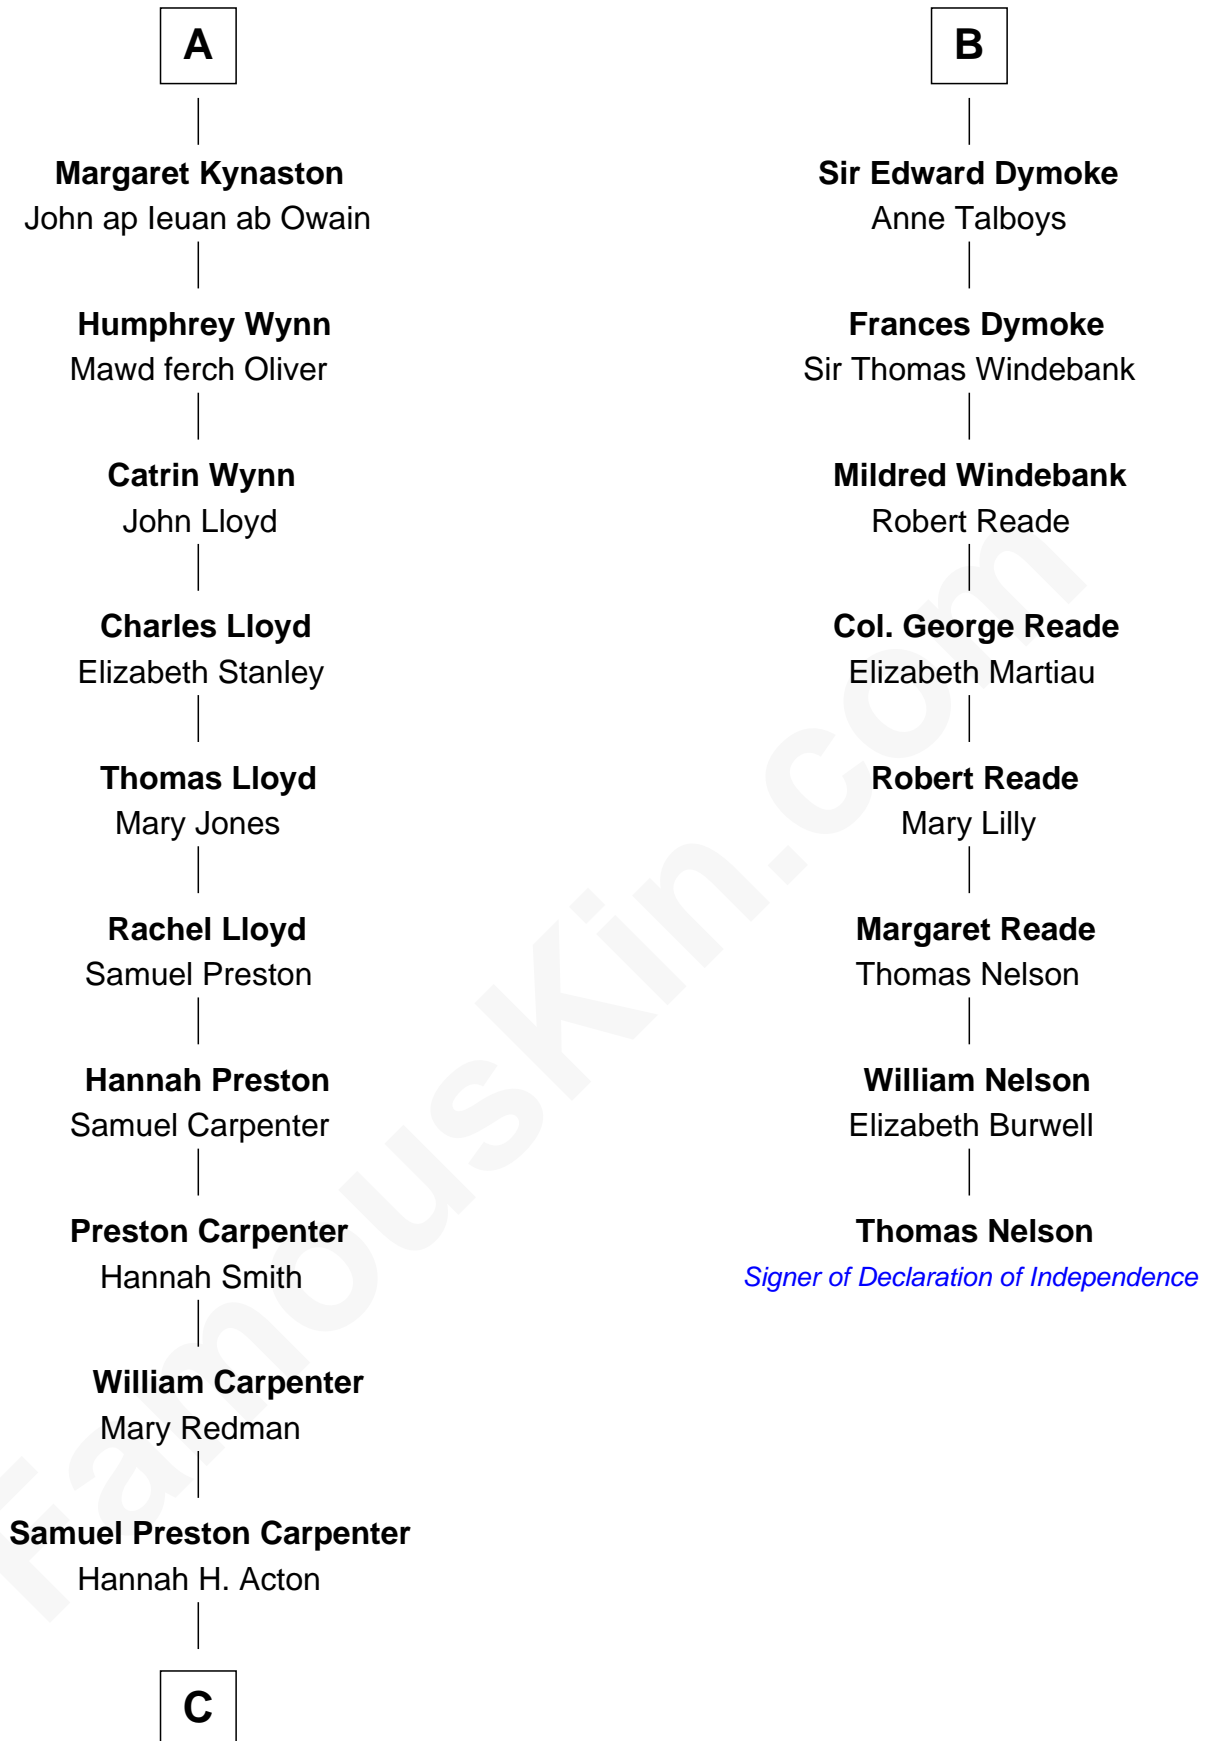 A
Margaret Kynaston
John ap Ieuan ab Owain
Humphrey Wynn
Mawd ferch Oliver
Catrin Wynn
John Lloyd
Charles Lloyd
Elizabeth Stanley
Thomas Lloyd
Mary Jones
Rachel Lloyd
Samuel Preston
Hannah Preston
Samuel Carpenter
Preston Carpenter
Hannah Smith
William Carpenter
Mary Redman
Samuel Preston Carpenter
Hannah H. Acton
C
B
Sir Edward Dymoke
Anne Talboys
Frances Dymoke
Sir Thomas Windebank
Mildred Windebank
Robert Reade
Col. George Reade
Elizabeth Martiau
Robert Reade
Mary Lilly
Margaret Reade
Thomas Nelson
William Nelson
Elizabeth Burwell
Thomas Nelson
Signer of Declaration of Independence
FamousKin.com